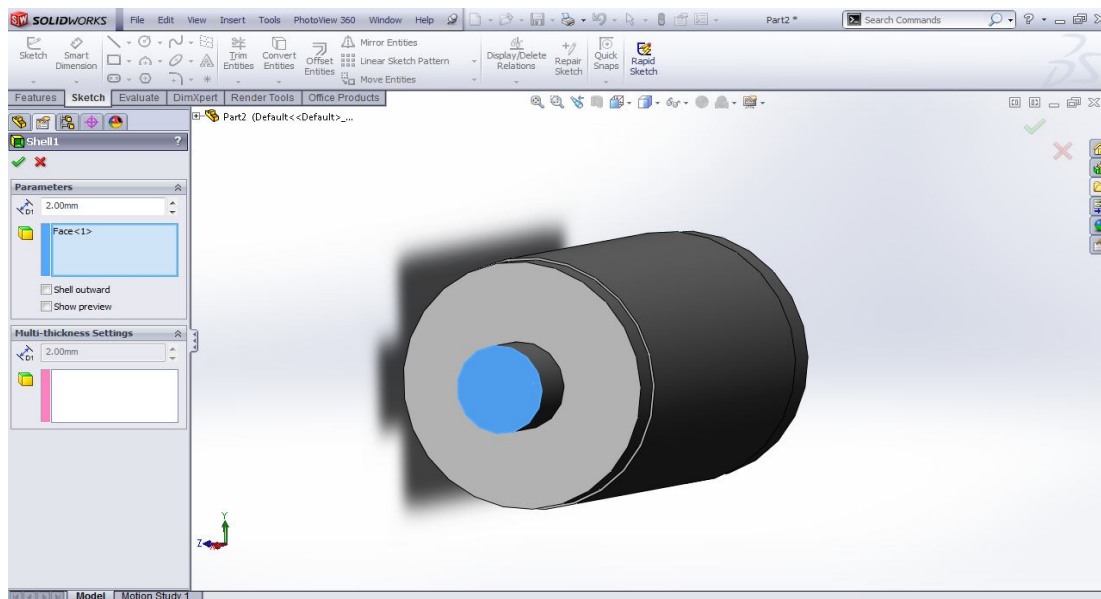 SW SOLIDWORKS File Edit View Insert Tools PhotoView 360 Window Help Part2 * Search Commands ?
Sketch Smart Dimension Trim Entities Convert Entities Offset Entities Mirror Entities Linear Sketch Pattern Move Entities Display/Delete Relations Repair Sketch Quick Snaps Rapid Sketch
Features Sketch Evaluate DimXpert Render Tools Office Products
Part2 (Default<<Default>_...
Shell1 ?
Parameters
D1 2.00mm
Face<1>
Shell outward
Show preview
Multi-thickness Settings
D1 2.00mm
Y
Z
Model Motion Study 1